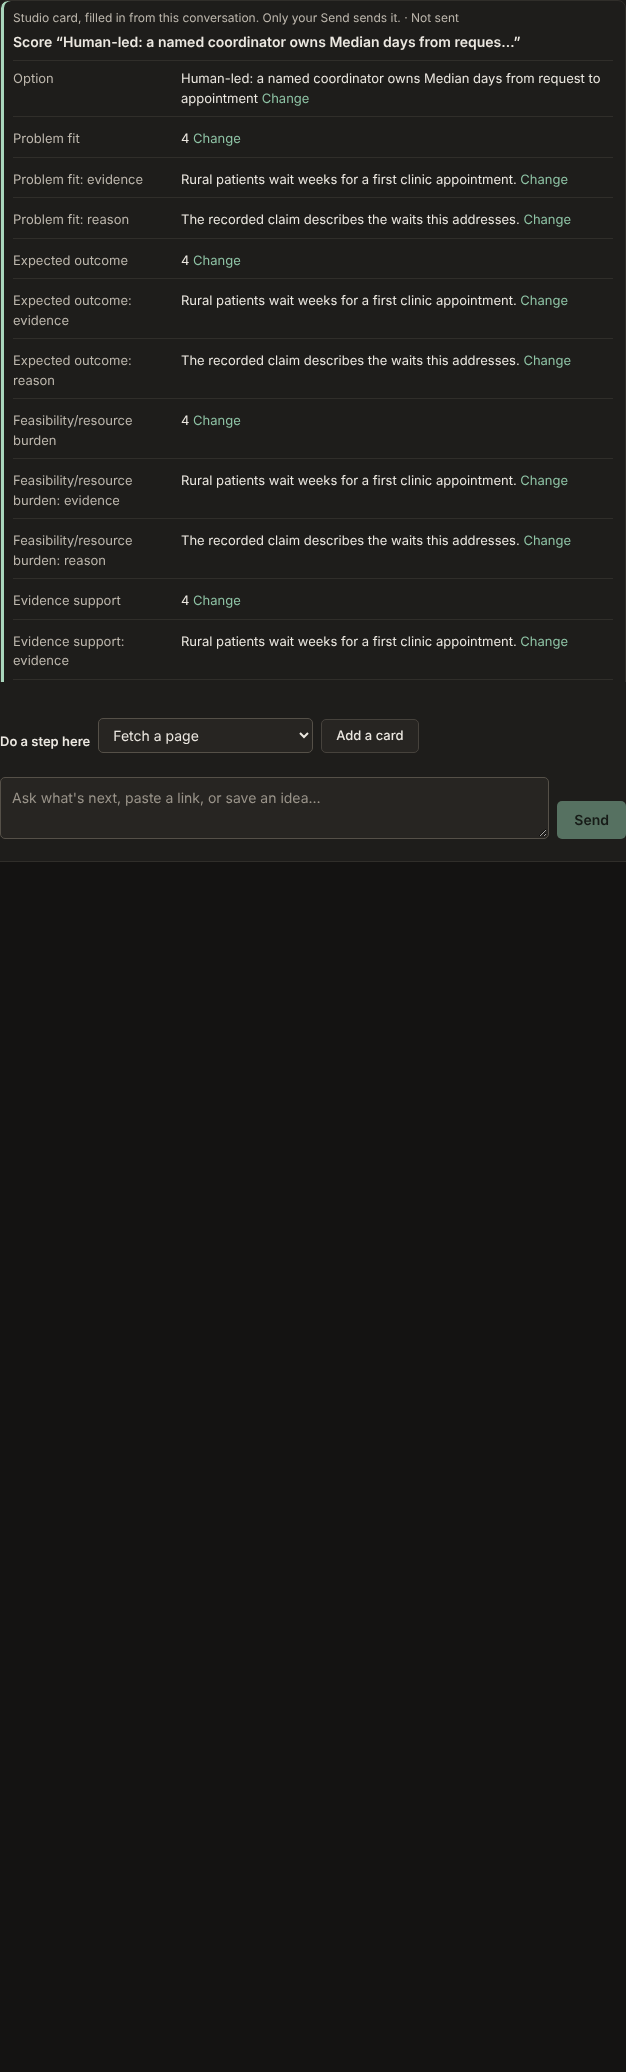 Studio card, filled in from this conversation. Only your Send sends it. · Not sent
Score “Human-led: a named coordinator owns Median days from reques…”
Option
Human-led: a named coordinator owns Median days from request to
appointment Change
Problem fit
4 Change
Problem fit: evidence
Rural patients wait weeks for a first clinic appointment. Change
Problem fit: reason
The recorded claim describes the waits this addresses. Change
Expected outcome
4 Change
Expected outcome:
evidence
Rural patients wait weeks for a first clinic appointment. Change
Expected outcome:
reason
The recorded claim describes the waits this addresses. Change
Feasibility/resource
burden
4 Change
Feasibility/resource
burden: evidence
Rural patients wait weeks for a first clinic appointment. Change
Feasibility/resource
burden: reason
The recorded claim describes the waits this addresses. Change
Evidence support
4 Change
Evidence support:
evidence
Rural patients wait weeks for a first clinic appointment. Change
Do a step here
Fetch a page
Add a card
Ask what's next, paste a link, or save an idea...
Send